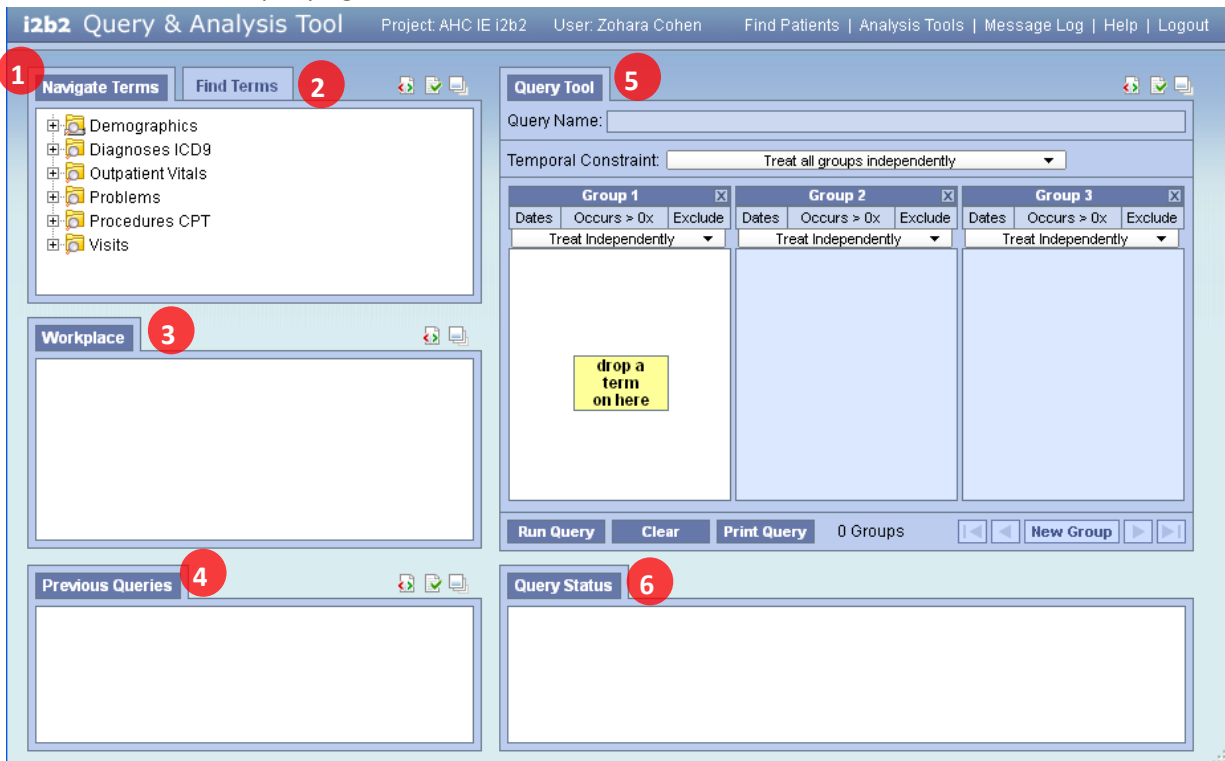 i2b2 Query & Analysis Tool Project: AHC IE i2b2 User: Zohara Cohen Find Patients | Analysis Tools | Message Log | Help | Logout
1 Navigate Terms Find Terms 2
Demographics
Diagnoses ICD9
Outpatient Vitals
Problems
Procedures CPT
Visits
Workplace 3
Previous Queries 4
Query Tool 5
Query Name:
Temporal Constraint: Treat all groups independently
Group 1 Group 2 Group 3
Dates Occurs > 0x Exclude Dates Occurs > 0x Exclude Dates Occurs > 0x Exclude
Treat Independently Treat Independently Treat Independently
drop a
term
on here
Run Query Clear Print Query 0 Groups New Group
Query Status 6